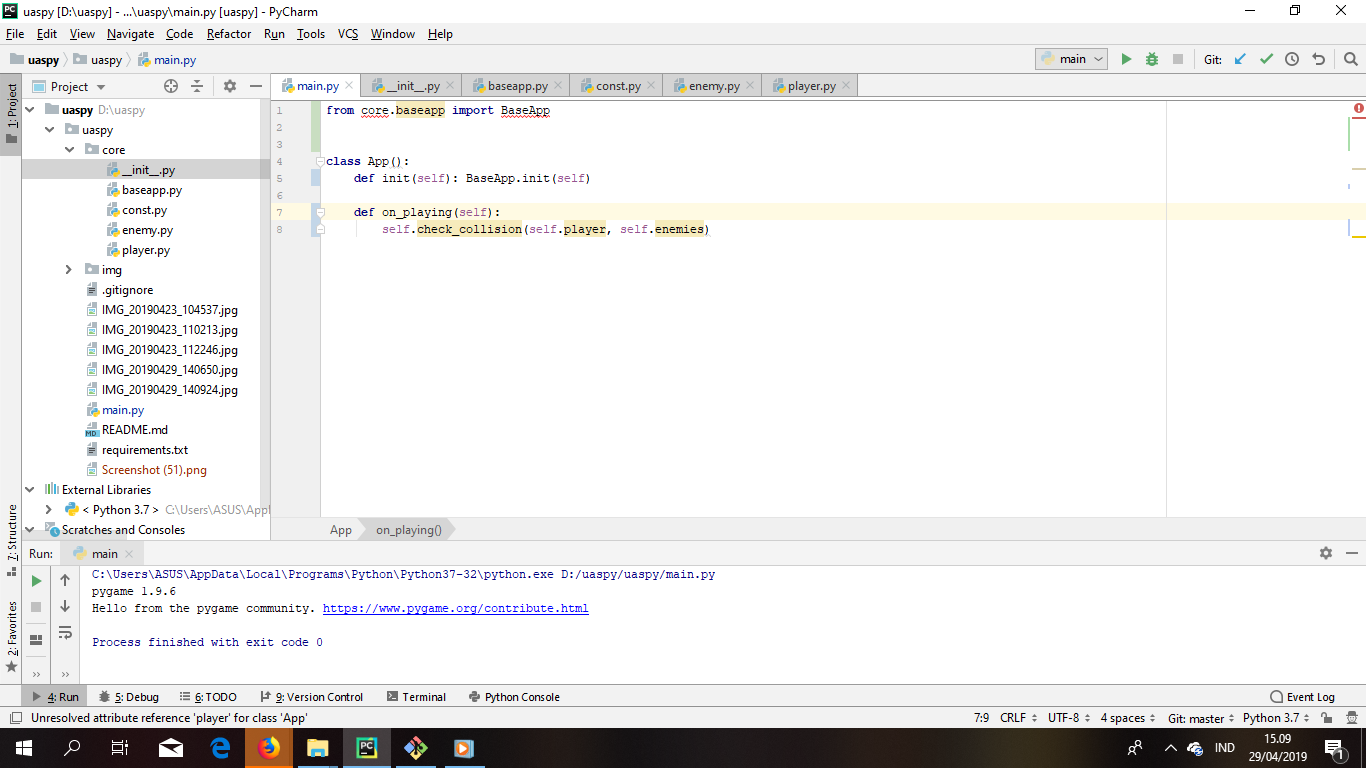 uaspy [D:\uaspy] - ...\uaspy\main.py [uaspy] - PyCharm
File Edit View Navigate Code Refactor Run Tools VCS Window Help
uaspy uaspy main.py main Git:
1: Project
Project
main.py __init__.py baseapp.py const.py enemy.py player.py
uaspy D:\uaspy
uaspy
core
__init__.py
baseapp.py
const.py
enemy.py
player.py
img
.gitignore
IMG_20190423_104537.jpg
IMG_20190423_110213.jpg
IMG_20190423_112246.jpg
IMG_20190429_140650.jpg
IMG_20190429_140924.jpg
main.py
README.md
requirements.txt
Screenshot (51).png
External Libraries
< Python 3.7 > C:\Users\ASUS\App
Scratches and Consoles
1 from core.baseapp import BaseApp
2
3
4 class App():
5 def init(self): BaseApp.init(self)
6
7 def on_playing(self):
8 self.check_collision(self.player, self.enemies)
App on_playing()
7: Structure
2: Favorites
Run: main
C:\Users\ASUS\AppData\Local\Programs\Python\Python37-32\python.exe D:/uaspy/uaspy/main.py
pygame 1.9.6
Hello from the pygame community. https://www.pygame.org/contribute.html
Process finished with exit code 0
4: Run 5: Debug 6: TODO 9: Version Control Terminal Python Console Event Log
Unresolved attribute reference 'player' for class 'App' 7:9 CRLF UTF-8 4 spaces Git: master Python 3.7
IND
15.09
29/04/2019
1